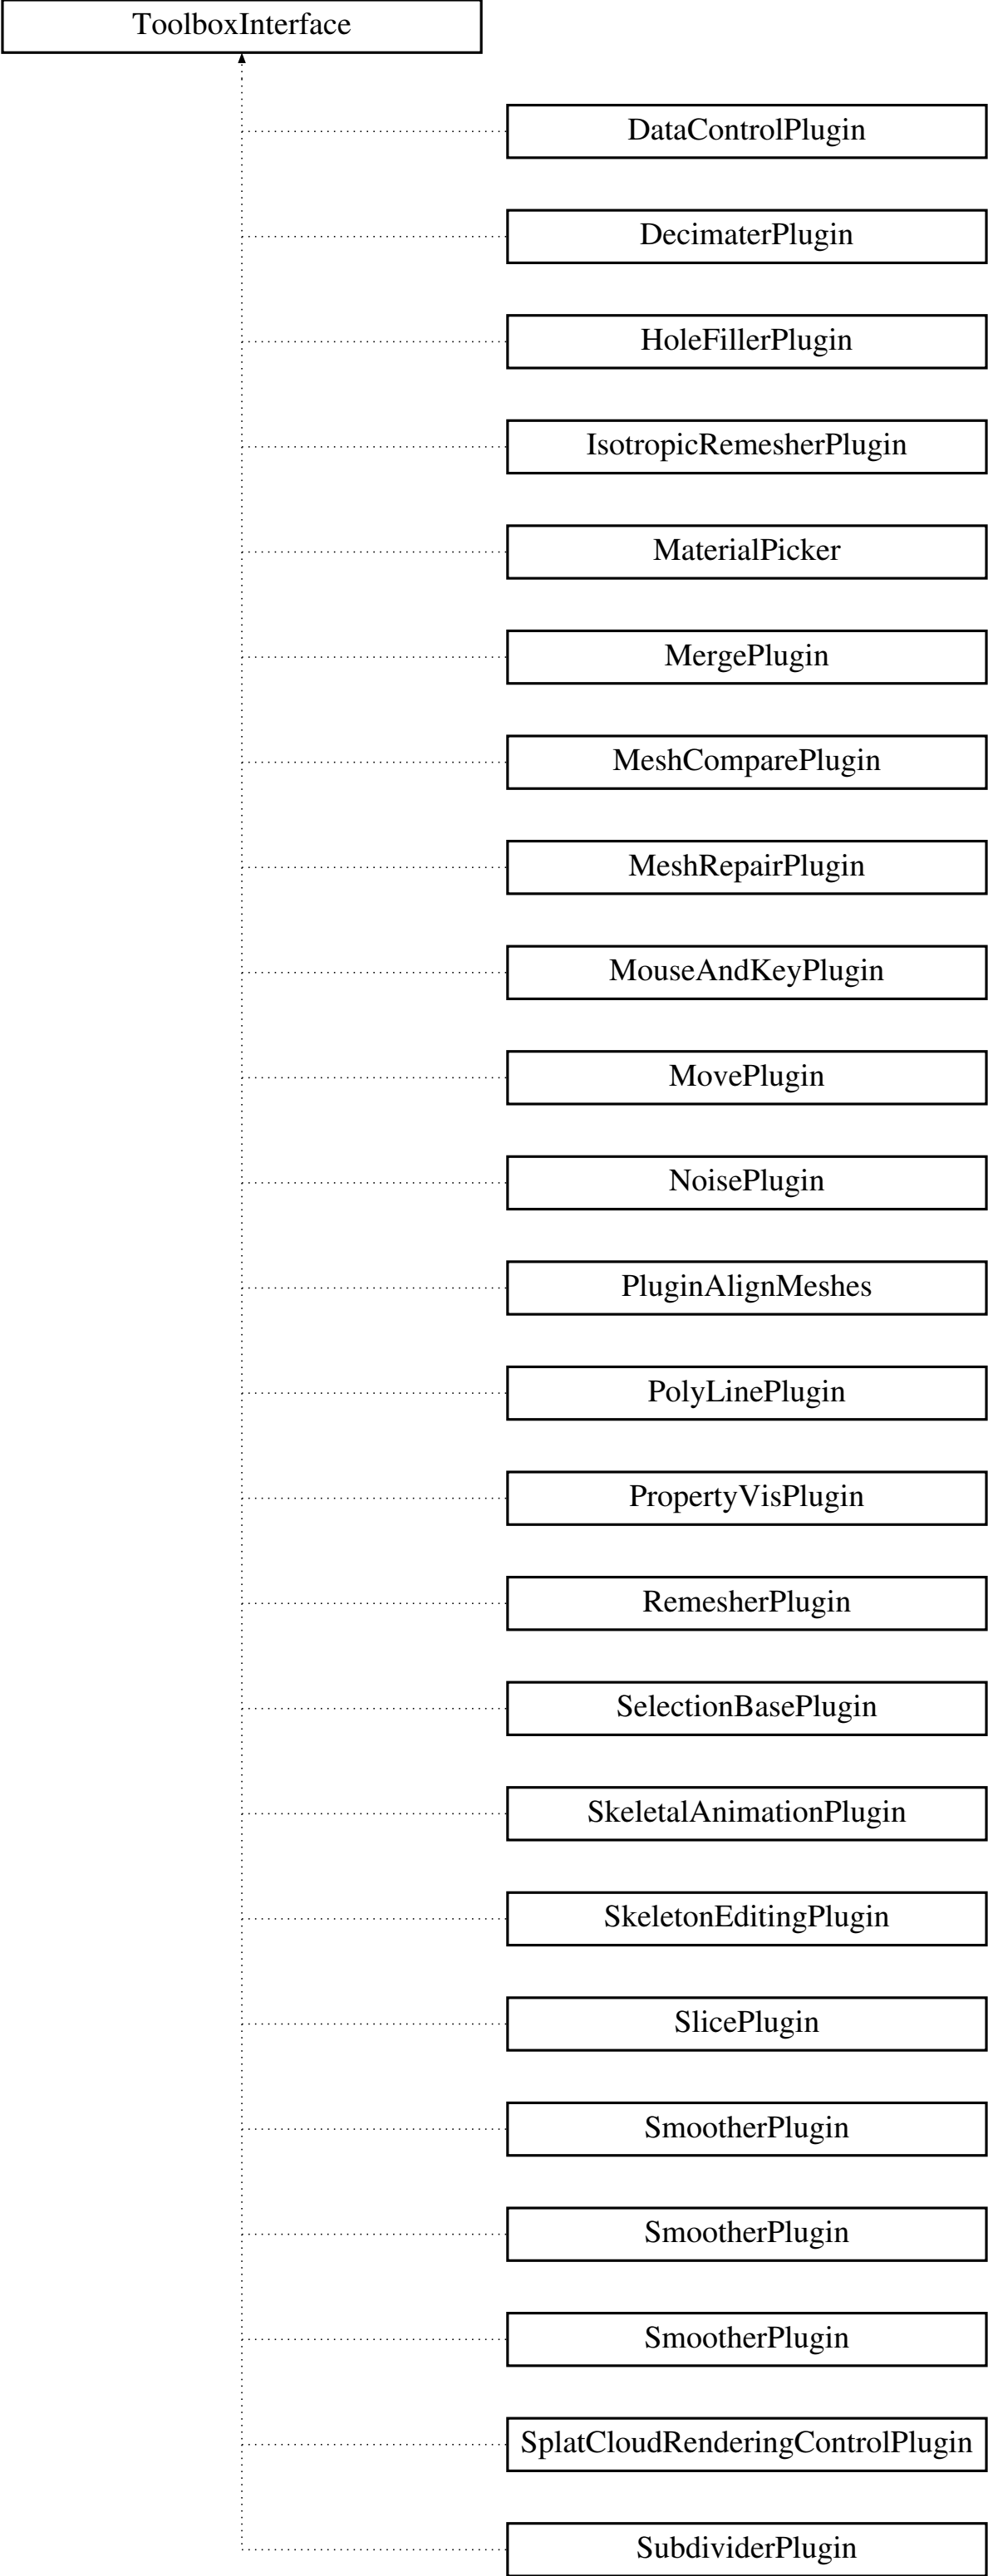 ToolboxInterface
DataControlPlugin
DecimaterPlugin
HoleFillerPlugin
IsotropicRemesherPlugin
MaterialPicker
MergePlugin
MeshComparePlugin
MeshRepairPlugin
MouseAndKeyPlugin
MovePlugin
NoisePlugin
PluginAlignMeshes
PolyLinePlugin
PropertyVisPlugin
RemesherPlugin
SelectionBasePlugin
SkeletalAnimationPlugin
SkeletonEditingPlugin
SlicePlugin
SmootherPlugin
SmootherPlugin
SmootherPlugin
SplatCloudRenderingControlPlugin
SubdividerPlugin